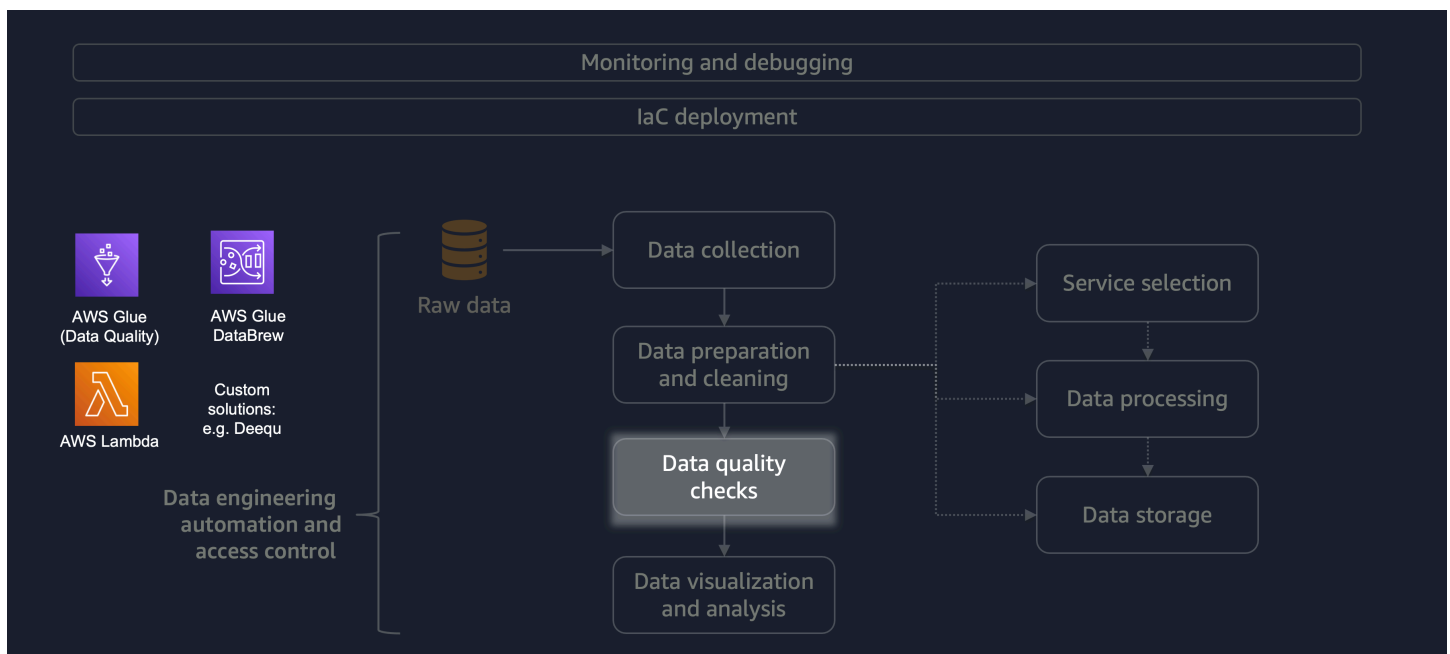 Monitoring and debugging
IaC deployment
AWS Glue
(Data Quality)
AWS Glue
DataBrew
AWS Lambda
Custom
solutions:
e.g. Deequ
Data engineering
automation and
access control
Raw data
Data collection
Data preparation
and cleaning
Data quality
checks
Data visualization
and analysis
Service selection
Data processing
Data storage